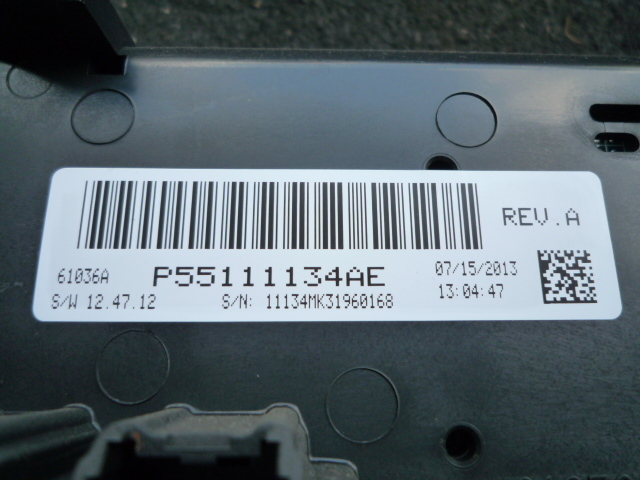 REV.A
61036A P55111134AE 07/15/2013
S/W 12.47.12 S/N: 11134MK31960168 13:04:47